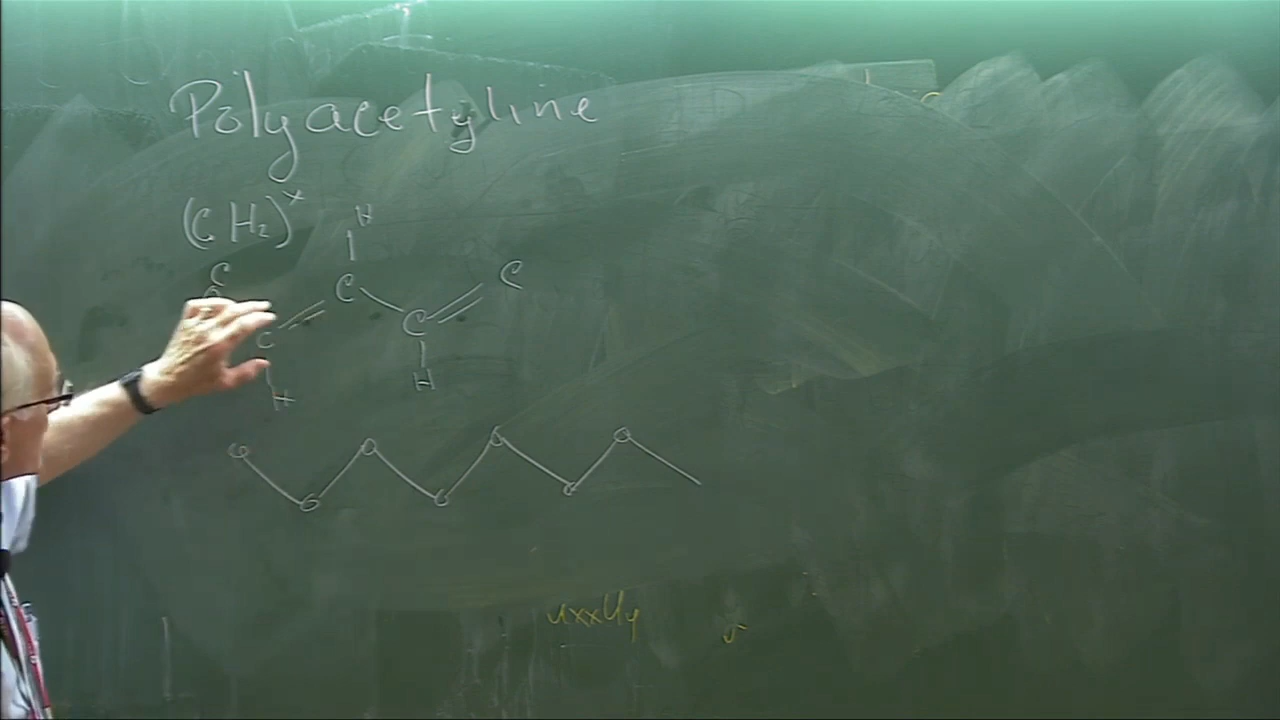 Polyacetyline
(CH₂)ˣ
H
C C
C C C
H H